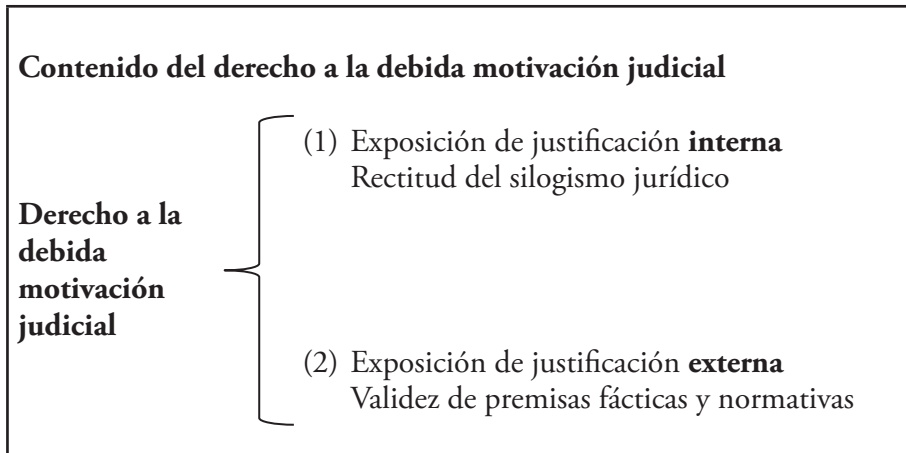 Contenido del derecho a la debida motivación judicial
Derecho a la
debida
motivación
judicial
(1) Exposición de justificación interna
Rectitud del silogismo jurídico
(2) Exposición de justificación externa
Validez de premisas fácticas y normativas